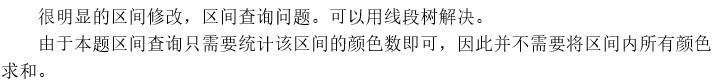 很明显的区间修改，区间查询问题。可以用线段树解决。
由于本题区间查询只需要统计该区间的颜色数即可，因此并不需要将区间内所有颜色
求和。